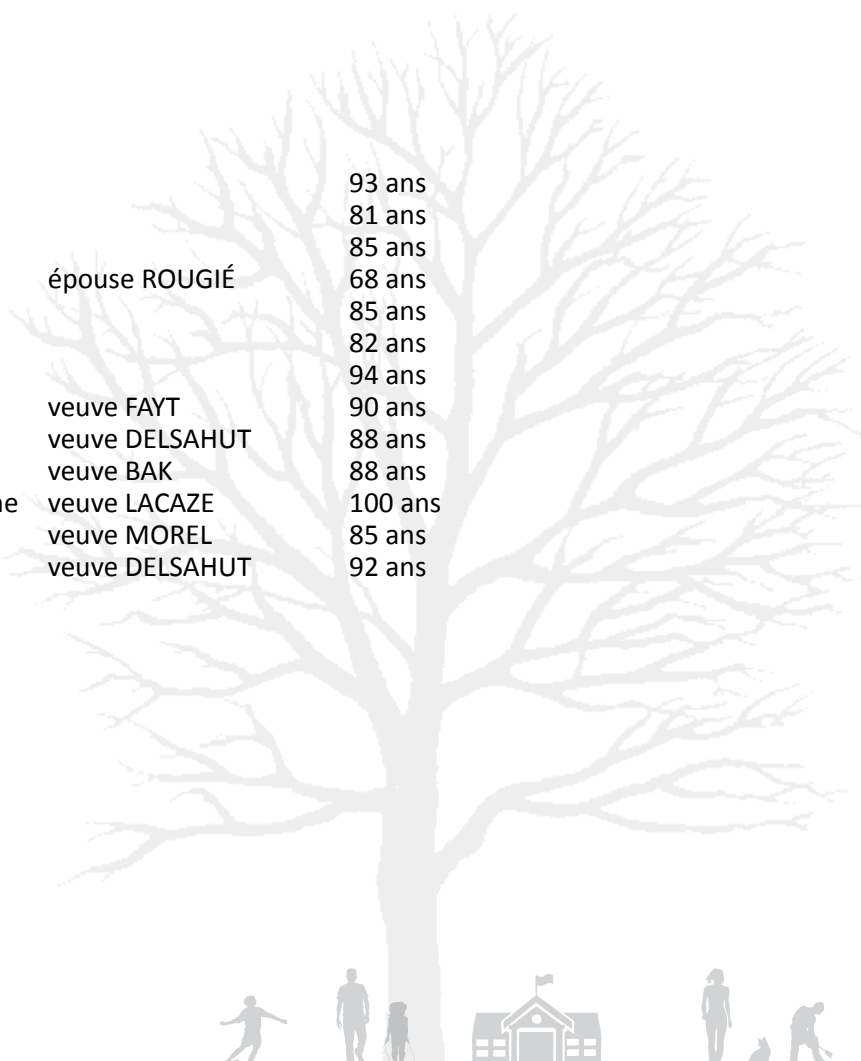 93 ans
81 ans
85 ans
épouse ROUGIÉ 68 ans
85 ans
82 ans
94 ans
veuve FAYT 90 ans
veuve DELSAHUT 88 ans
veuve BAK 88 ans
ne veuve LACAZE 100 ans
veuve MOREL 85 ans
veuve DELSAHUT 92 ans